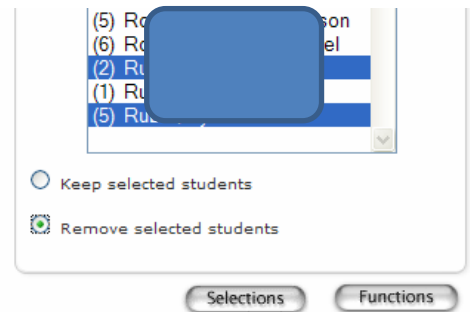 (5) Ro son
(6) Ro el
(2) Ru
(1) Ru
(5) Ru
Keep selected students
Remove selected students
Selections Functions